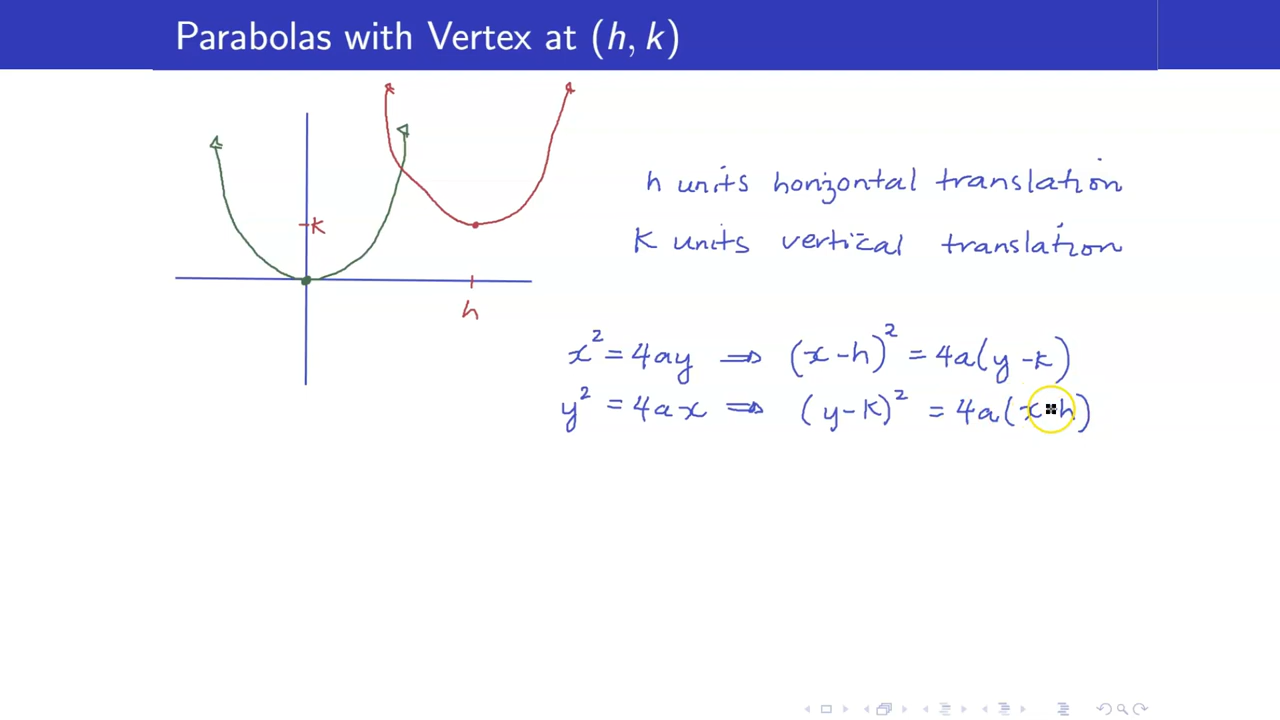 Parabolas with Vertex at (h, k)
h units horizontal translation
-K
K units vertical translation
h
x² = 4ay ⇒ (x-h)² = 4a(y-k)
y² = 4ax ⇒ (y-k)² = 4a(x-h)